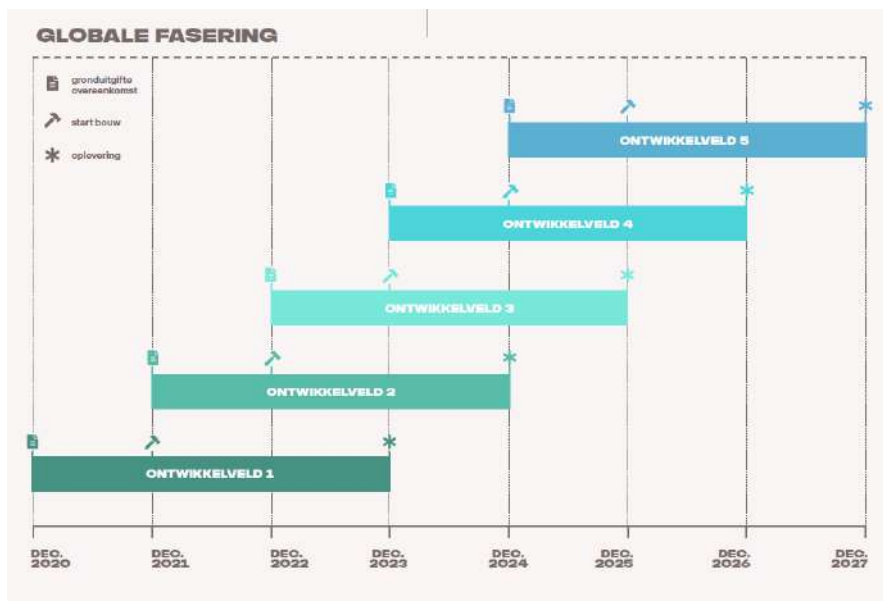 GLOBALE FASERING
gronduitgifte
overeenkomst
start bouw
oplevering
ONTWIKKELVELD 5
ONTWIKKELVELD 4
ONTWIKKELVELD 3
ONTWIKKELVELD 2
ONTWIKKELVELD 1
DEC.
2020
DEC.
2021
DEC.
2022
DEC.
2023
DEC.
2024
DEC.
2025
DEC.
2026
DEC.
2027